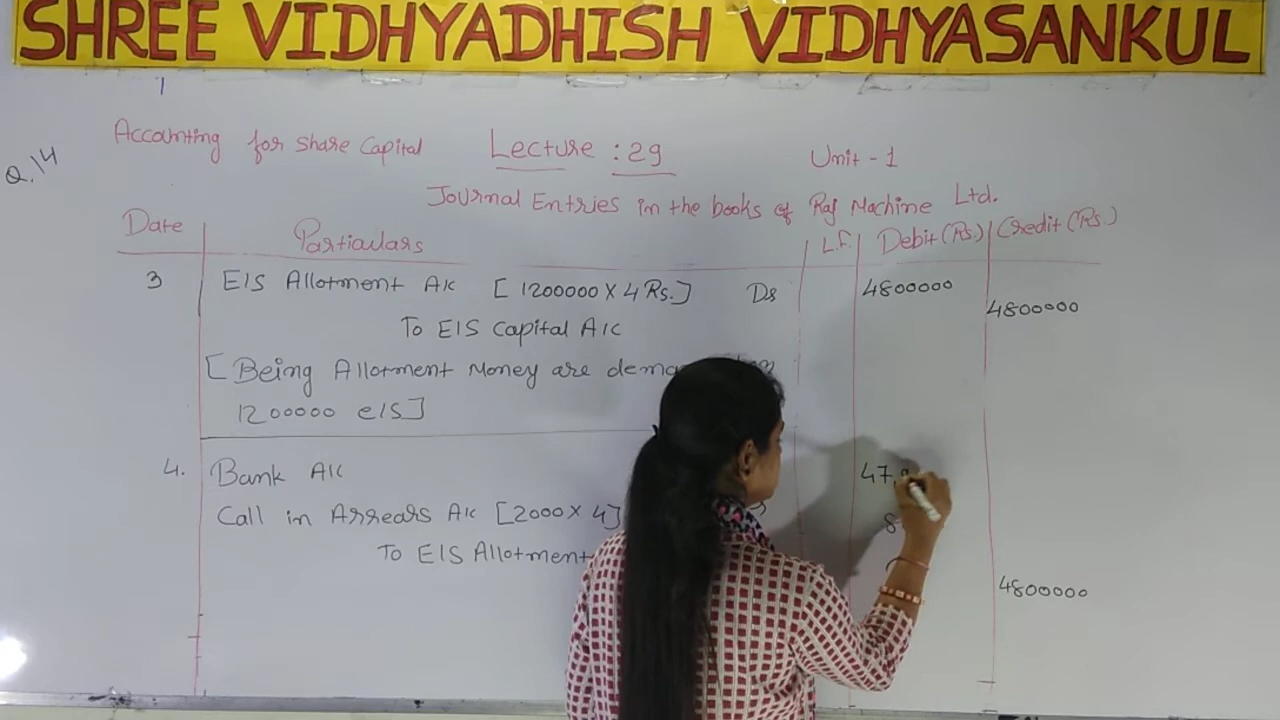 SHREE VIDHYADHISH VIDHYASANKUL
Accounting for Share Capital Lecture : 29 Unit - 1
Q.14
Journal Entries in the books of Raj Machine Ltd.
Date Particulars L.F. Debit (Rs.) Credit (Rs.)
3 E/S Allotment A/c [1200000 X 4 Rs.] Dr 4800000
To E/S Capital A/c 4800000
[Being Allotment Money are
1200000 e/s]
4. Bank A/c 47,
Call in Arrears A/c [2000 X 4] 8
To E/S Allotment 4800000